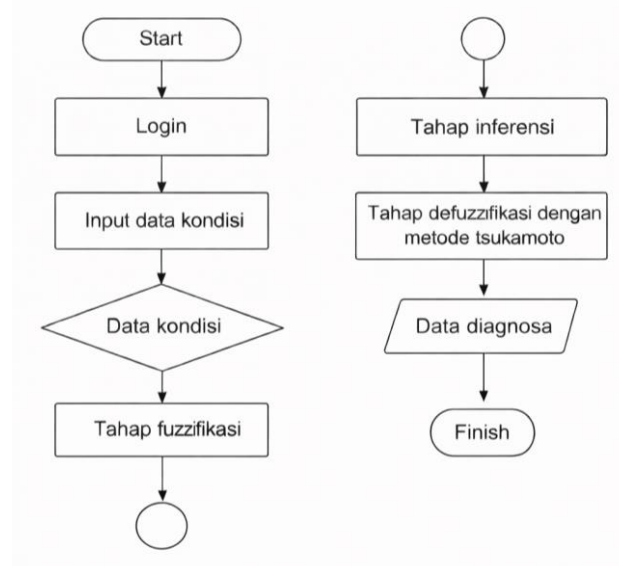 Start
Login
Input data kondisi
Data kondisi
Tahap fuzzifikasi
Tahap inferensi
Tahap defuzzifikasi dengan
metode tsukamoto
Data diagnosa
Finish